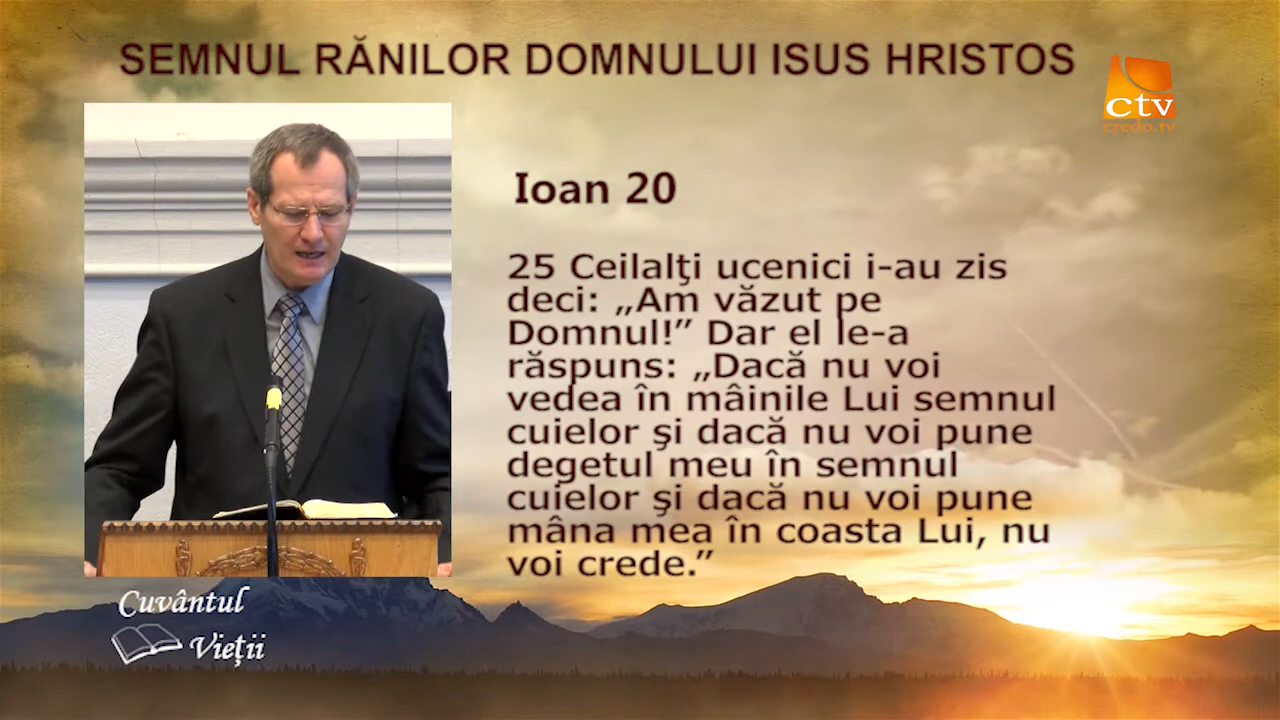 SEMNUL RĂNILOR DOMNULUI ISUS HRISTOS
ctv
credo.tv
Ioan 20
25 Ceilalţi ucenici i-au zis
deci: „Am văzut pe
Domnul!” Dar el le-a
răspuns: „Dacă nu voi
vedea în mâinile Lui semnul
cuielor şi dacă nu voi pune
degetul meu în semnul
cuielor şi dacă nu voi pune
mâna mea în coasta Lui, nu
voi crede.”
Cuvântul
Vieţii